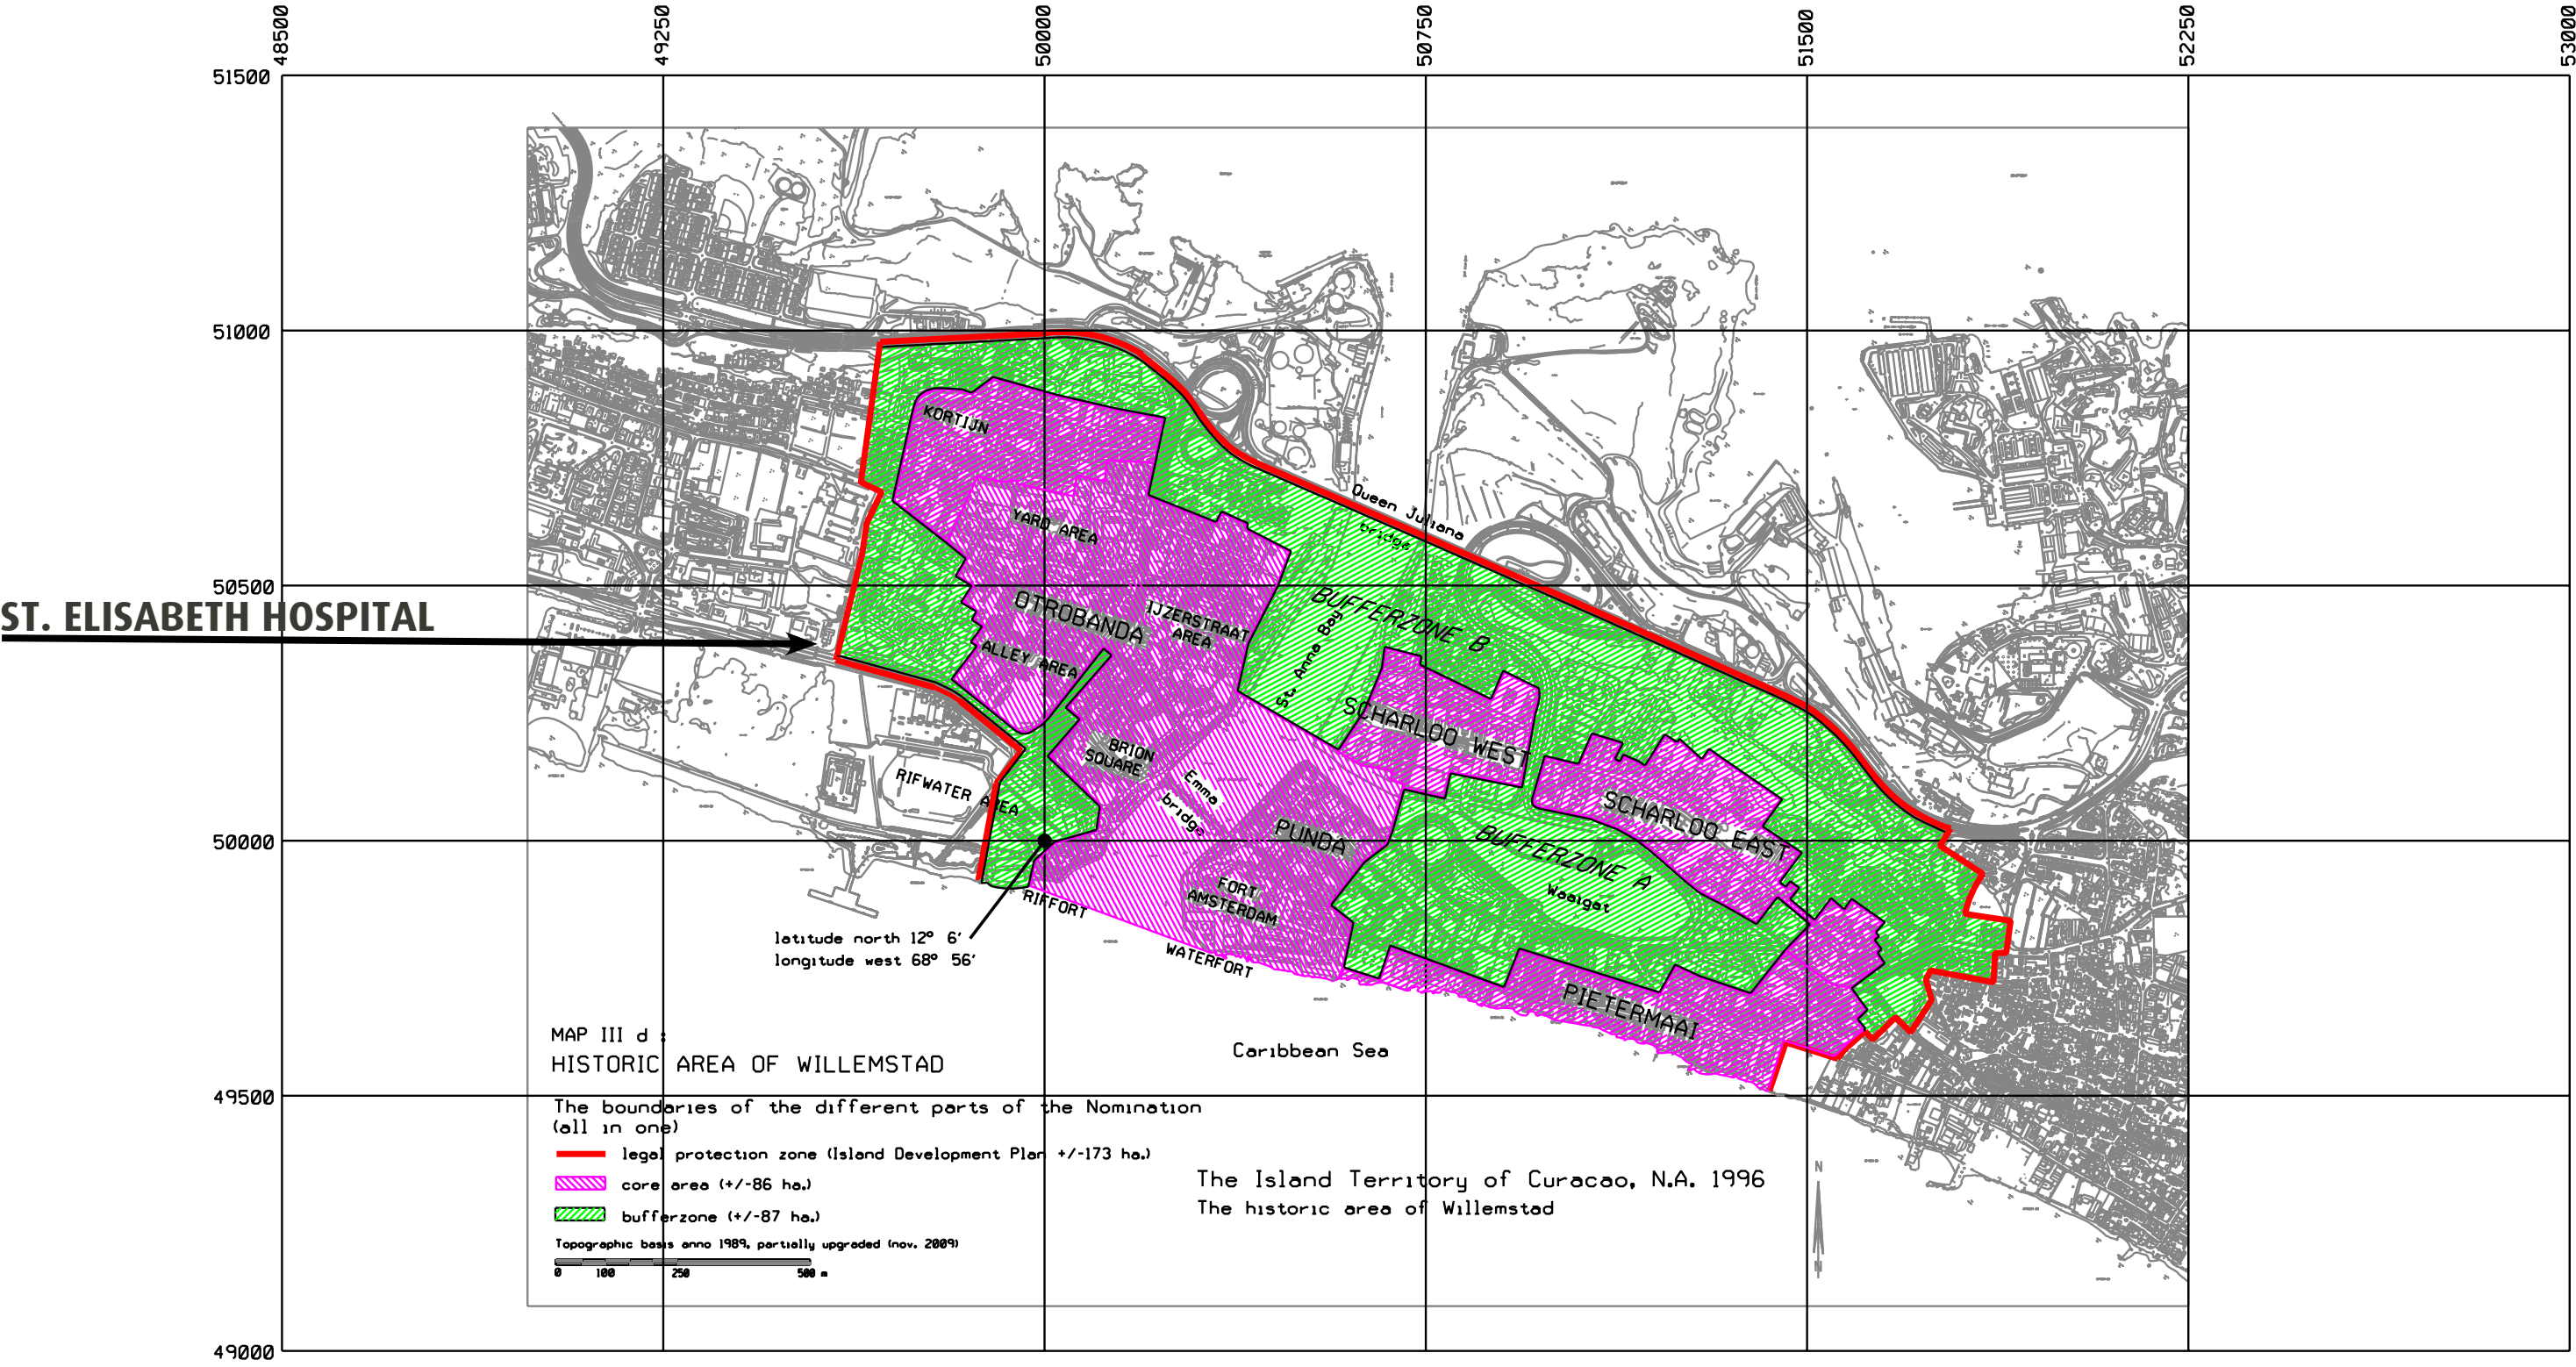 48500
49250
50000
50750
51500
52250
53000
51500
51000
50500
50000
49500
49000
ST. ELISABETH HOSPITAL
KORTIJN
YARD AREA
OTROBANDA
IJZERSTRAAT
AREA
ALLEY AREA
BRION
SQUARE
RIFWATER AREA
Queen Juliana
bridge
BUFFERZONE B
St. Anna Bay
SCHARLOO WEST
SCHARLOO EAST
Emma
bridge
PUNDA
BUFFERZONE A
Waaigat
FORT
AMSTERDAM
RIFFORT
WATERFORT
PIETERMAAI
latitude north 12° 6'
longitude west 68° 56'
Caribbean Sea
MAP III d :
HISTORIC AREA OF WILLEMSTAD
The boundaries of the different parts of the Nomination
(all in one)
legal protection zone (Island Development Plan +/-173 ha.)
core area (+/-86 ha.)
bufferzone (+/-87 ha.)
Topographic basis anno 1989, partially upgraded (nov. 2009)
0 100 250 500 m
The Island Territory of Curacao, N.A. 1996
The historic area of Willemstad
N
N